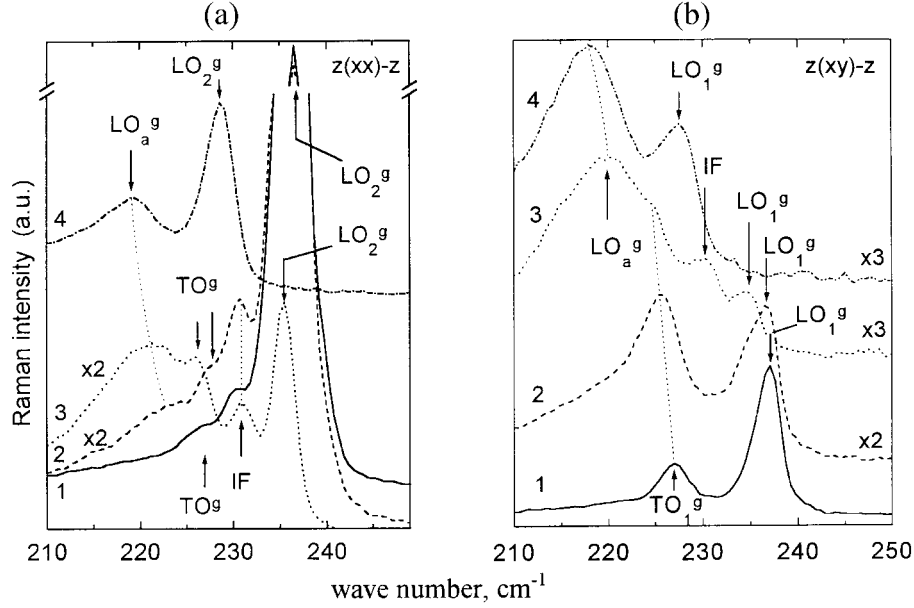 (a)
(b)
z(xx)-z
LO₂ᵍ
LOₐᵍ
LO₂ᵍ
LO₂ᵍ
4
TOᵍ
x2
3
x2
2
1
TOᵍ
IF
210 220 230 240
Raman intensity (a.u.)
z(xy)-z
LO₁ᵍ
4
IF
3
LO₁ᵍ
LOₐᵍ
LO₁ᵍ
x3
LO₁ᵍ
x3
2
x2
1
TO₁ᵍ
210 220 230 240 250
wave number, cm⁻¹